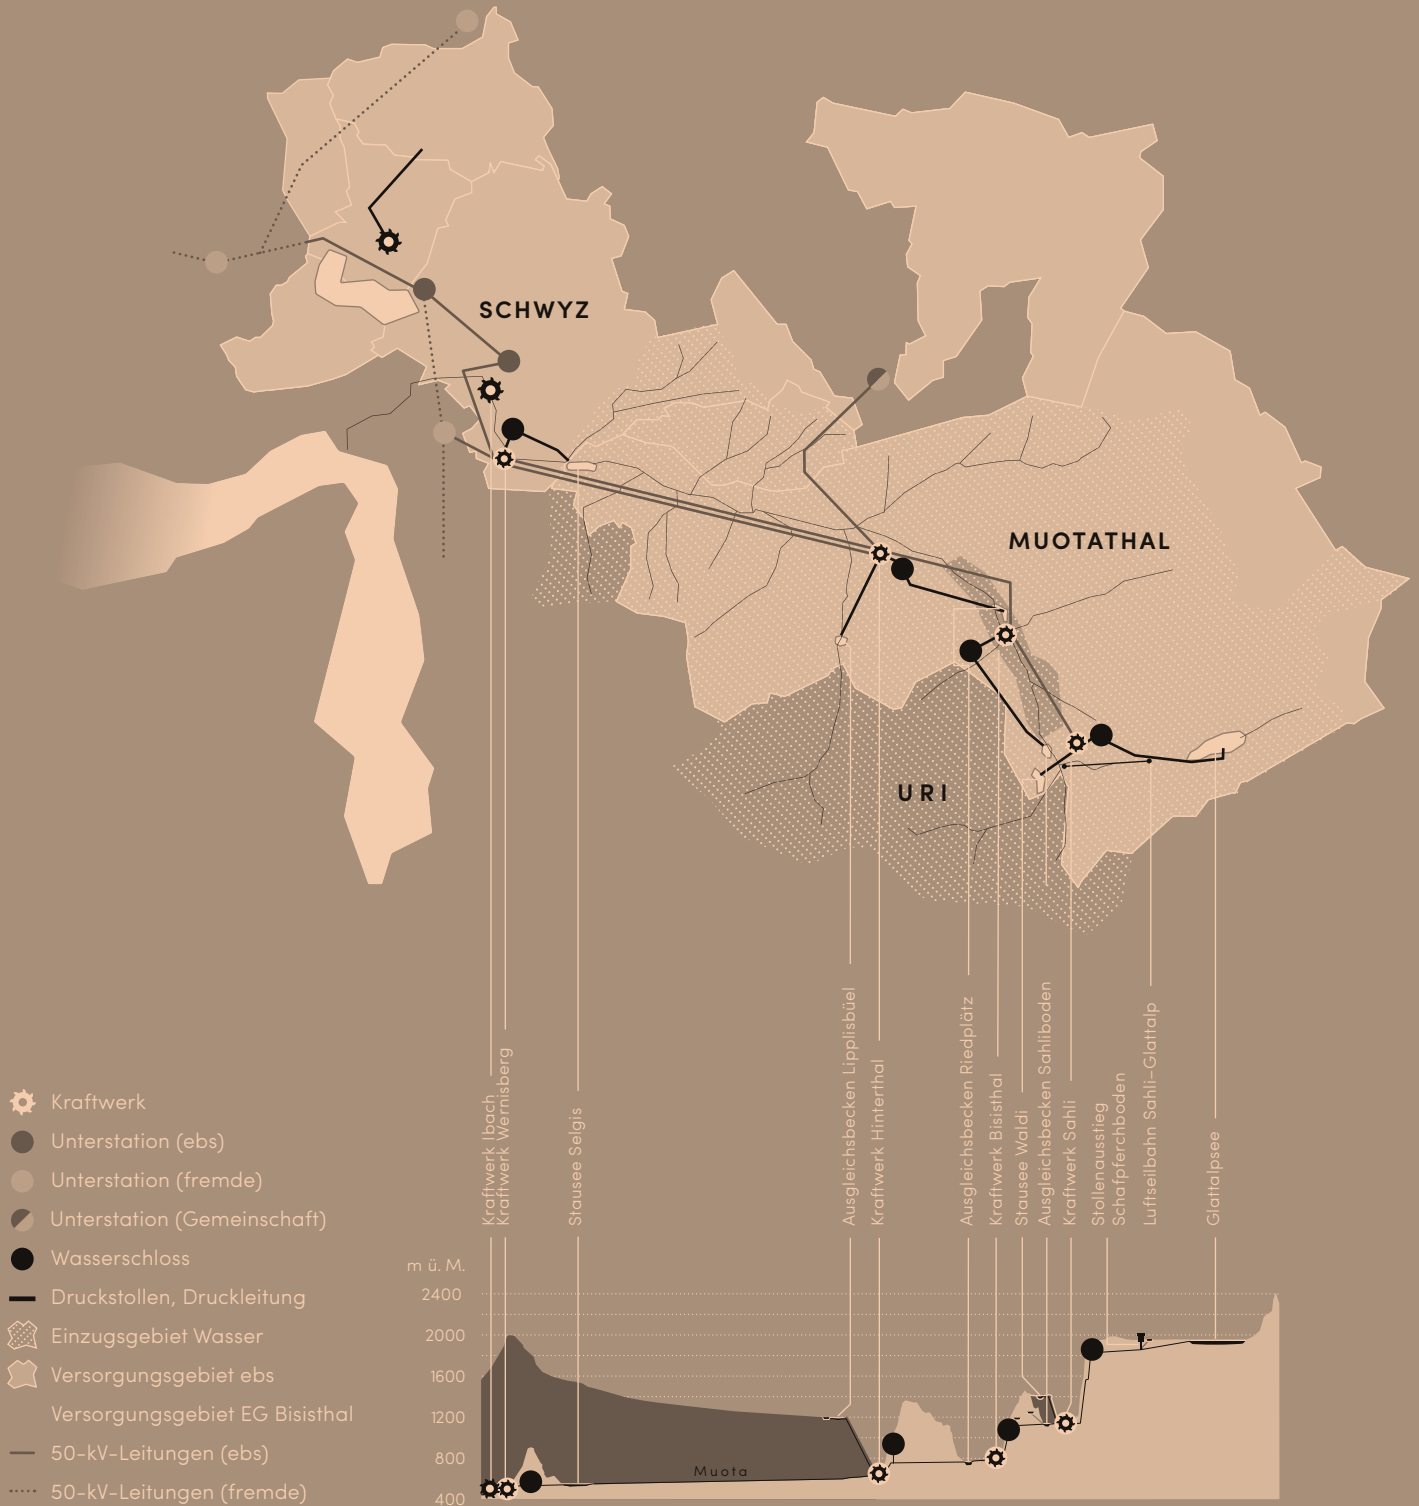 SCHWYZ
MUOTATHAL
URI
Kraftwerk Ibach
Kraftwerk Wernisberg
Stausee Selgis
Ausgleichsbecken Lipplisbüel
Kraftwerk Hinterthal
Ausgleichsbecken Riedplätz
Kraftwerk Bisisthal
Stausee Waldi
Ausgleichsbecken Sahliboden
Kraftwerk Sahli
Stollenausstieg
Schafpferchboden
Luftseilbahn Sahli–Glattalp
Glattalpsee
Kraftwerk
Unterstation (ebs)
Unterstation (fremde)
Unterstation (Gemeinschaft)
Wasserschloss
Druckstollen, Druckleitung
Einzugsgebiet Wasser
Versorgungsgebiet ebs
Versorgungsgebiet EG Bisisthal
50-kV-Leitungen (ebs)
50-kV-Leitungen (fremde)
m ü. M.
2400
2000
1600
1200
800
400
Muota